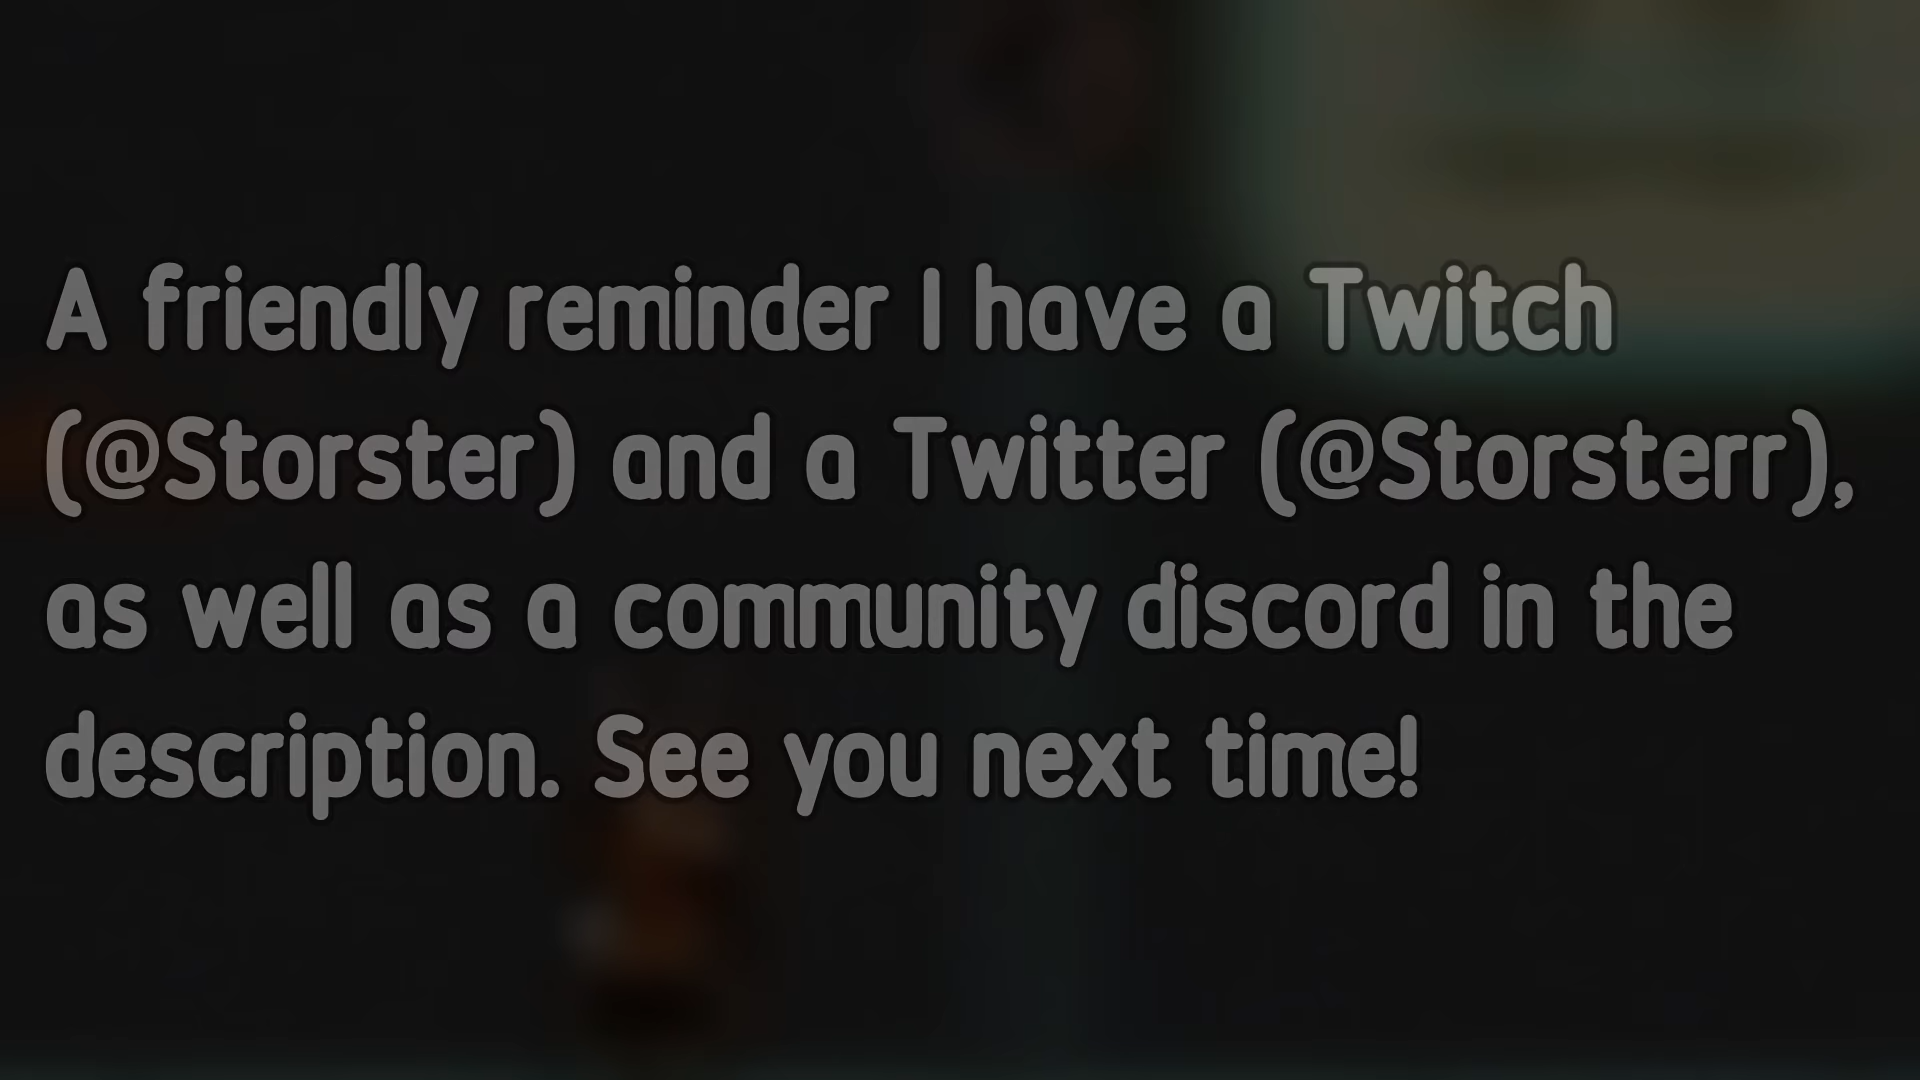 A friendly reminder I have a Twitch
(@Storster) and a Twitter (@Storsterr),
as well as a community discord in the
description. See you next time!